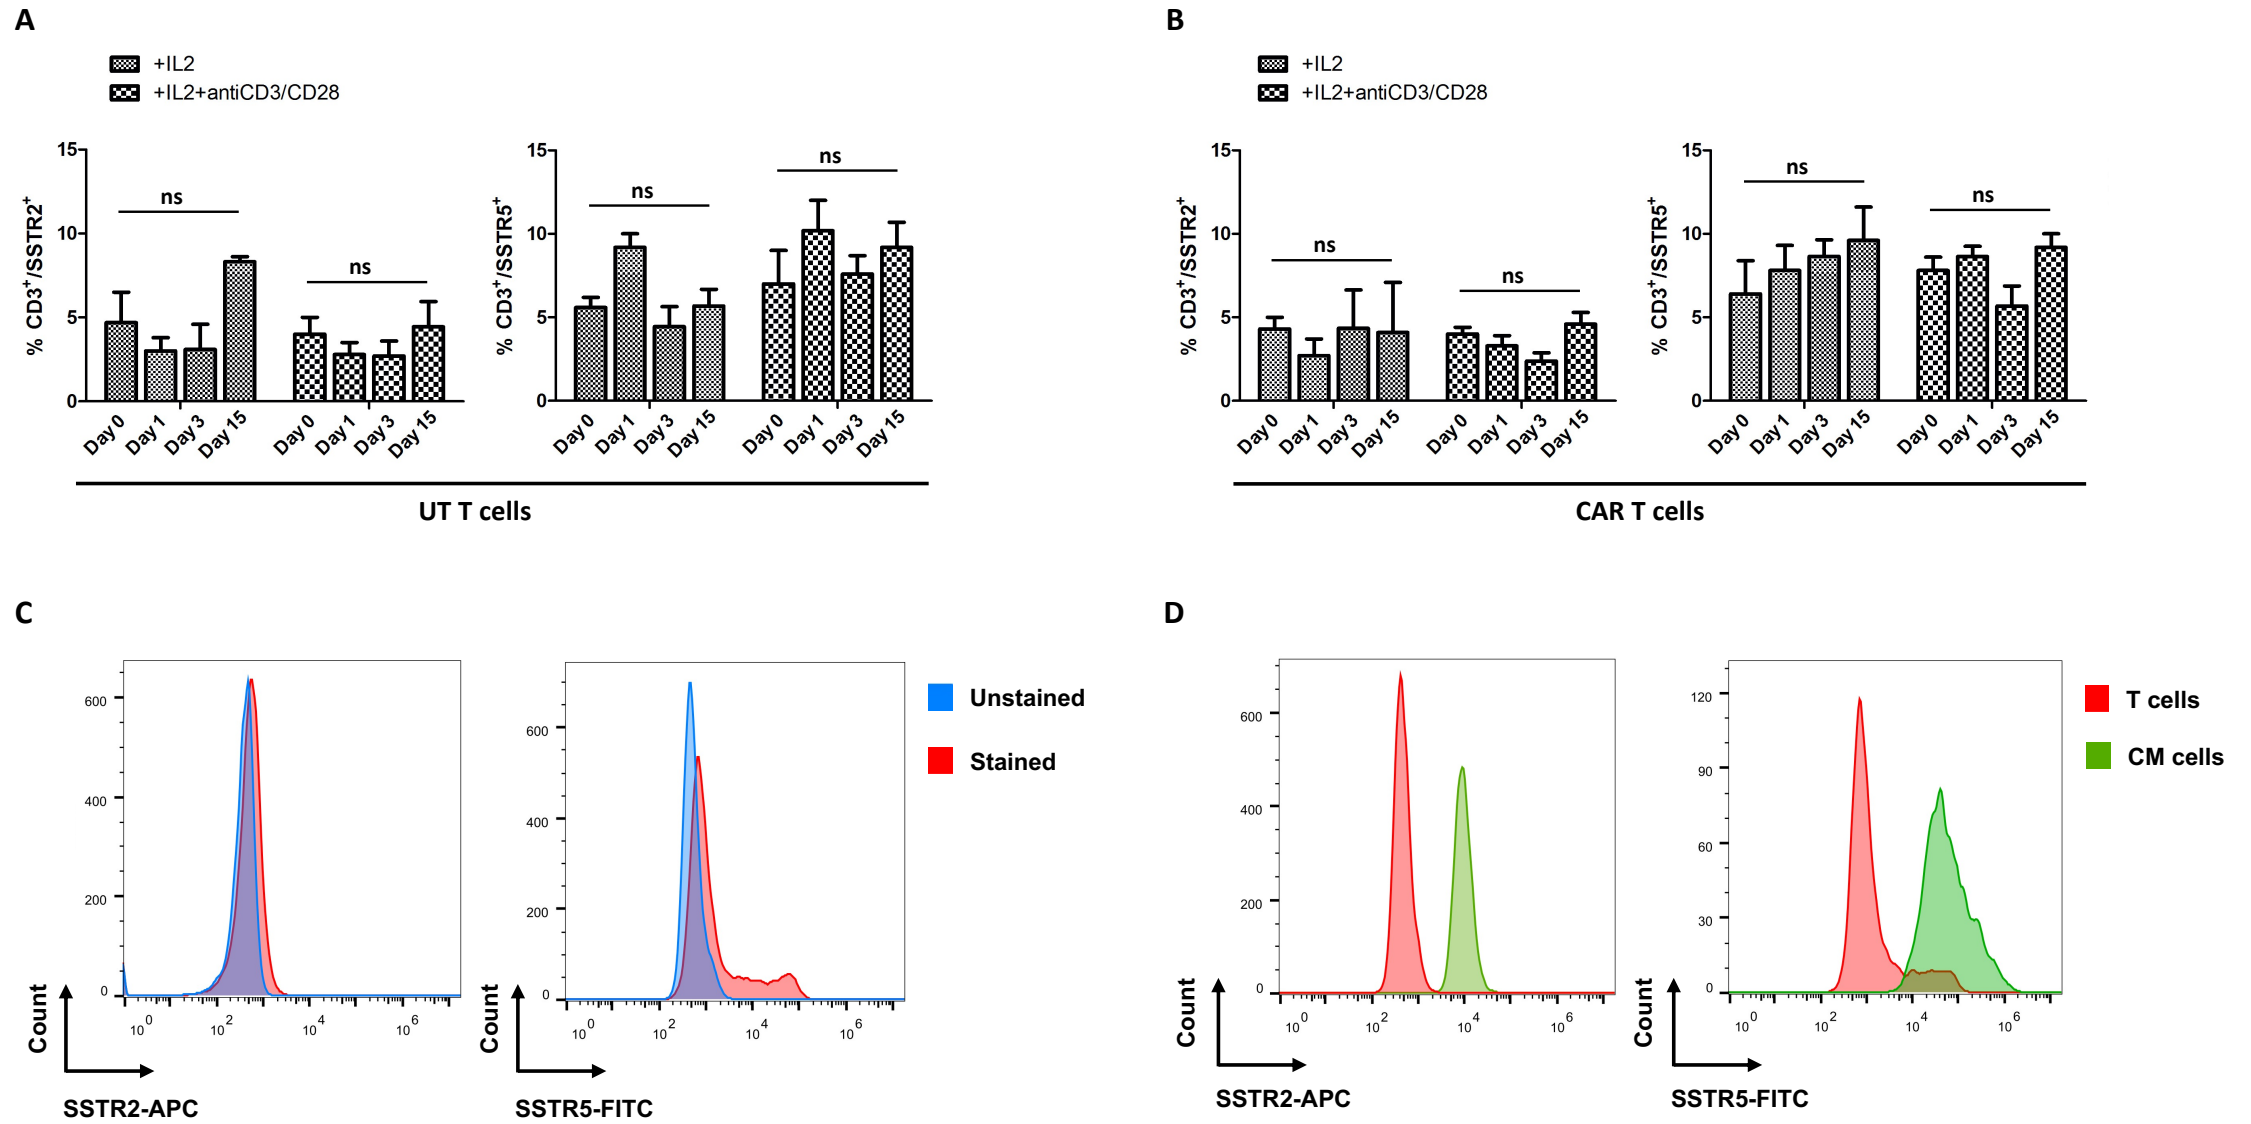 A
+IL2
+IL2+antiCD3/CD28
% CD3+/SSTR2+
15
10
5
0
ns
ns
Day 0
Day 1
Day 3
Day 15
Day 0
Day 1
Day 3
Day 15
% CD3+/SSTR5+
15
10
5
0
ns
ns
Day 0
Day 1
Day 3
Day 15
Day 0
Day 1
Day 3
Day 15
UT T cells
B
+IL2
+IL2+antiCD3/CD28
% CD3+/SSTR2+
15
10
5
0
ns
ns
Day 0
Day 1
Day 3
Day 15
Day 0
Day 1
Day 3
Day 15
% CD3+/SSTR5+
15
10
5
0
ns
ns
Day 0
Day 1
Day 3
Day 15
Day 0
Day 1
Day 3
Day 15
CAR T cells
C
600
400
200
0
10^0
10^2
10^4
10^6
Count
SSTR2-APC
600
400
200
0
10^0
10^2
10^4
10^6
Count
SSTR5-FITC
Unstained
Stained
D
600
400
200
0
10^0
10^2
10^4
10^6
Count
SSTR2-APC
120
90
60
30
0
10^0
10^2
10^4
10^6
Count
SSTR5-FITC
T cells
CM cells